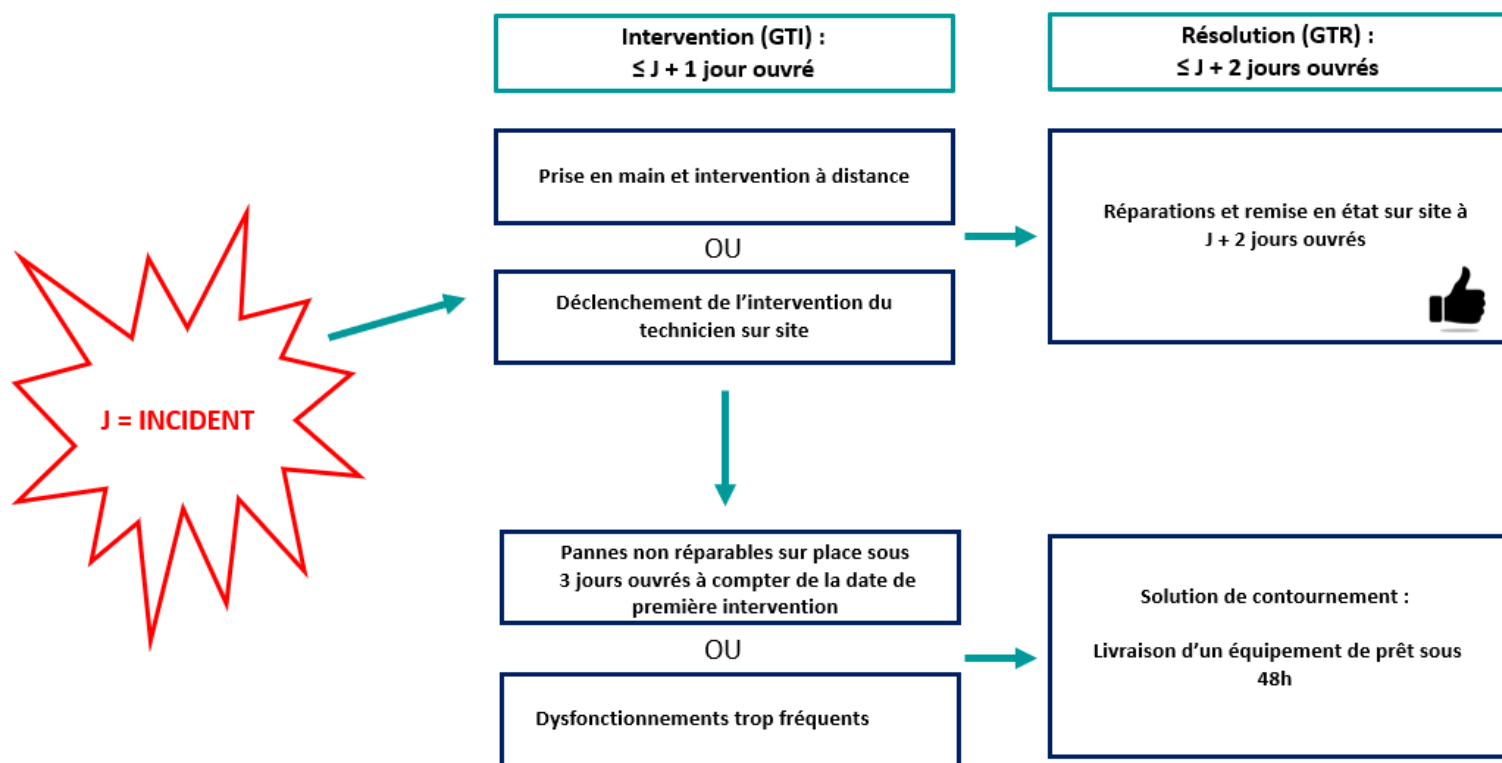 Intervention (GTI) :
≤ J + 1 jour ouvré
Résolution (GTR) :
≤ J + 2 jours ouvrés
Prise en main et intervention à distance
OU
Déclenchement de l’intervention du
technicien sur site
Réparations et remise en état sur site à
J + 2 jours ouvrés
J = INCIDENT
Pannes non réparables sur place sous
3 jours ouvrés à compter de la date de
première intervention
OU
Dysfonctionnements trop fréquents
Solution de contournement :
Livraison d’un équipement de prêt sous
48h